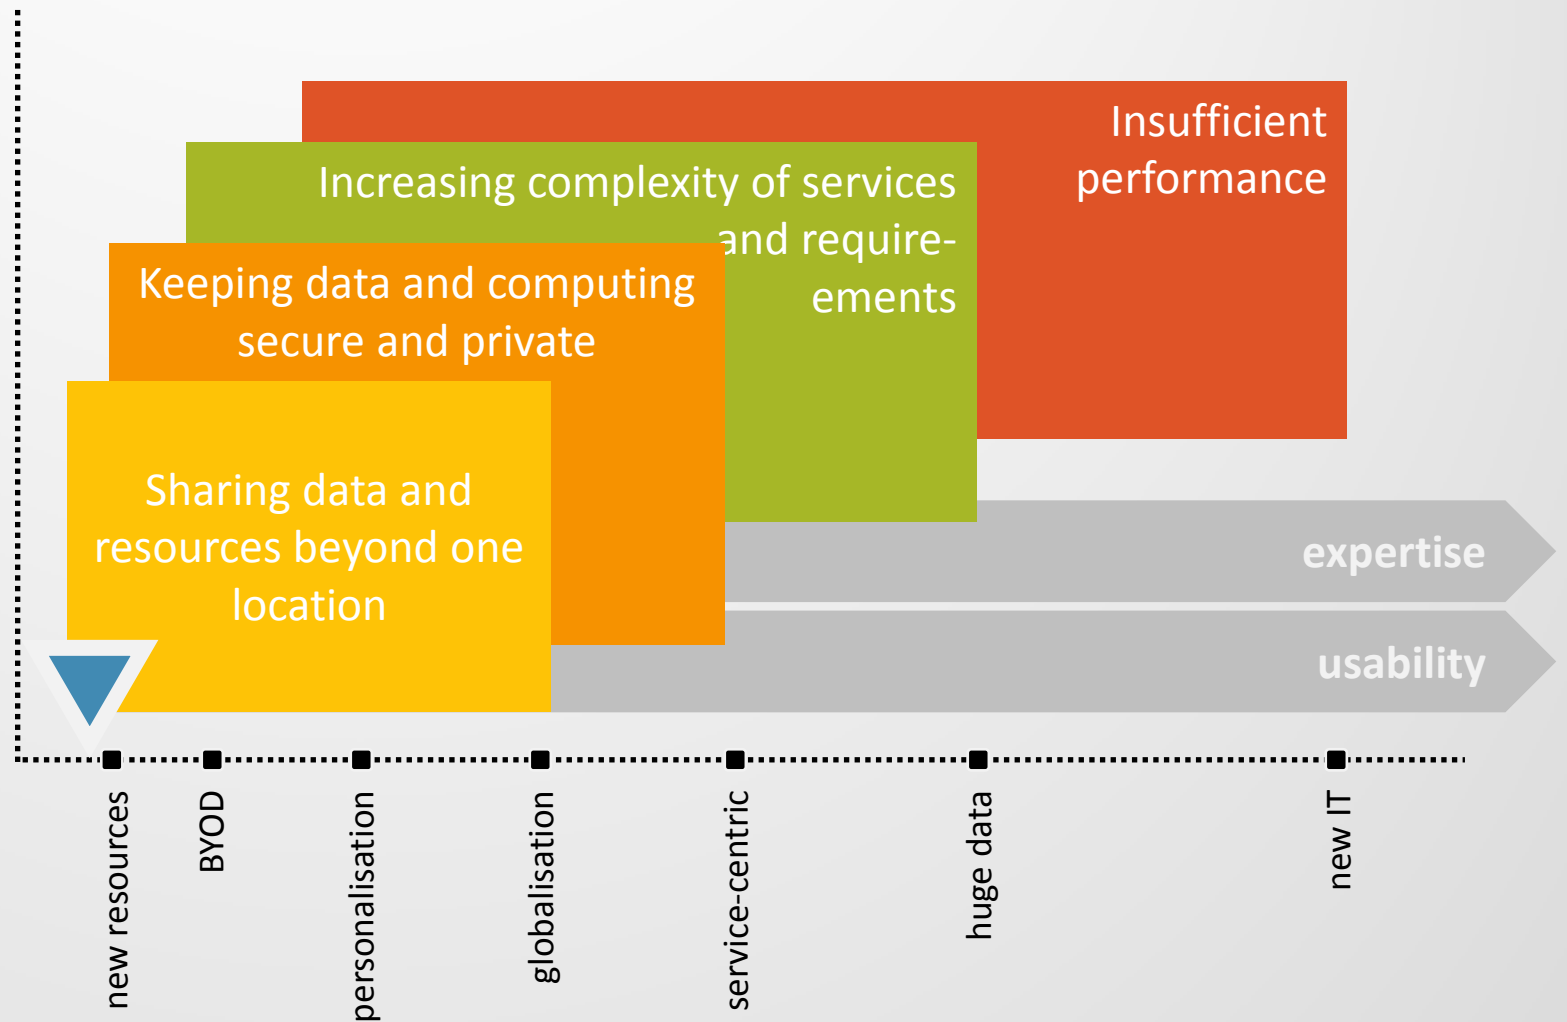 Insufficient
performance
Increasing complexity of services
and require-
ements
Keeping data and computing
secure and private
Sharing data and
resources beyond one
location
expertise
usability
new resources
BYOD
personalisation
globalisation
service-centric
huge data
new IT